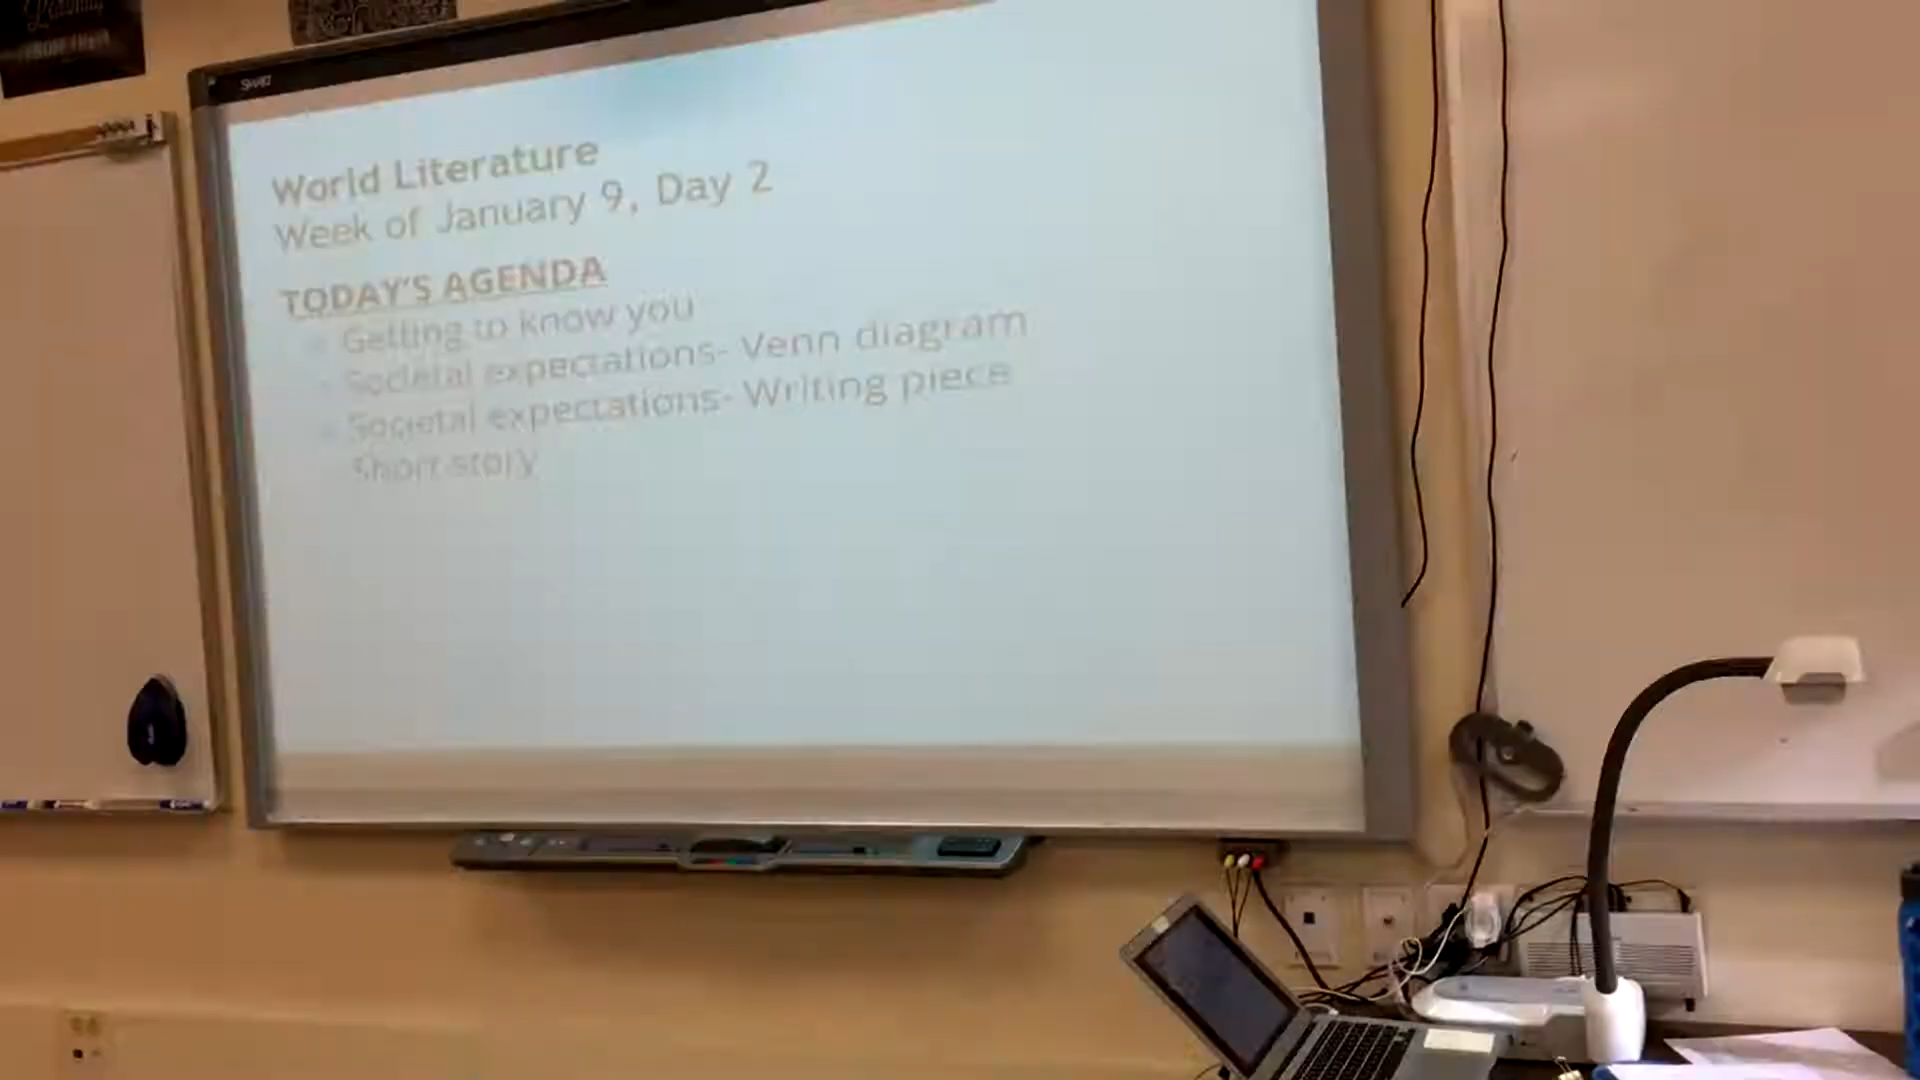 SMART
World Literature
Week of January 9, Day 2
TODAY'S AGENDA
Getting to know you
Societal expectations- Venn diagram
Societal expectations- Writing piece
Short story